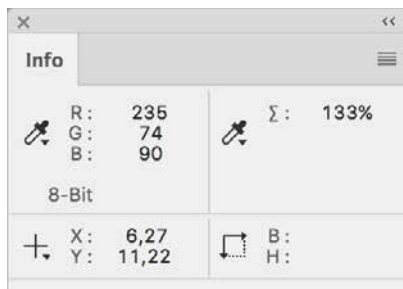 Info
R: 235
G: 74
B: 90
Σ: 133%
8-Bit
X: 6,27
Y: 11,22
B:
H: